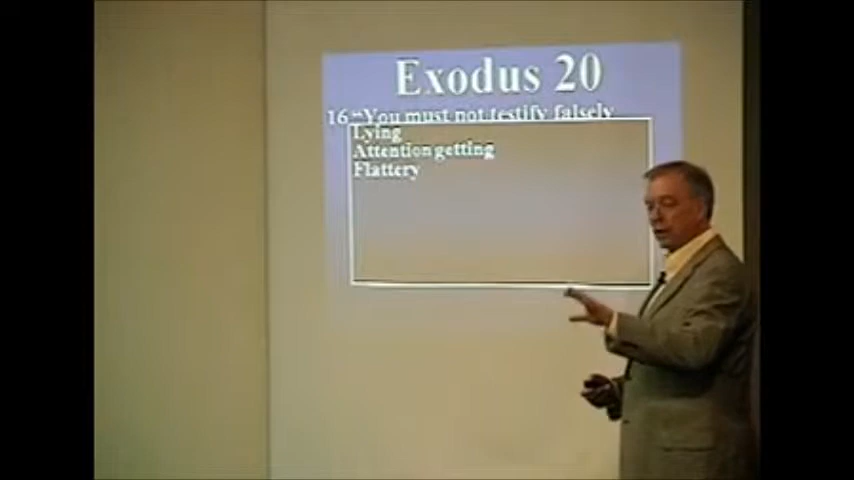 Exodus 20
16 “You must not testify falsely
Lying
Attention getting
Flattery